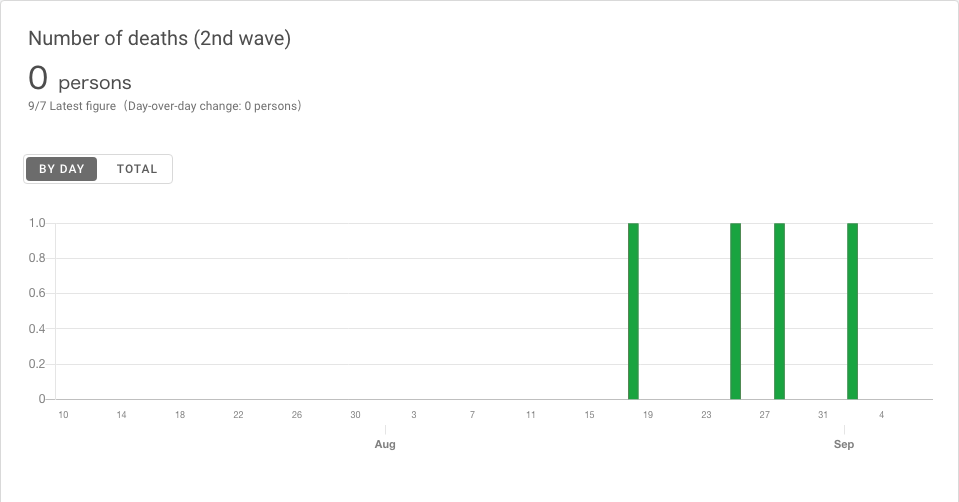 Number of deaths (2nd wave)
0 persons
9/7 Latest figure（Day-over-day change: 0 persons）
BY DAY TOTAL
1.0
0.8
0.6
0.4
0.2
0
10 14 18 22 26 30 3 7 11 15 19 23 27 31 4
Aug Sep